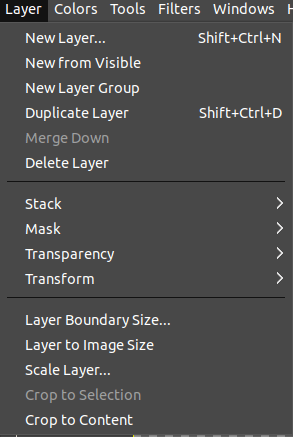 Layer Colors Tools Filters Windows H
New Layer... Shift+Ctrl+N
New from Visible
New Layer Group
Duplicate Layer Shift+Ctrl+D
Merge Down
Delete Layer
Stack
Mask
Transparency
Transform
Layer Boundary Size...
Layer to Image Size
Scale Layer...
Crop to Selection
Crop to Content